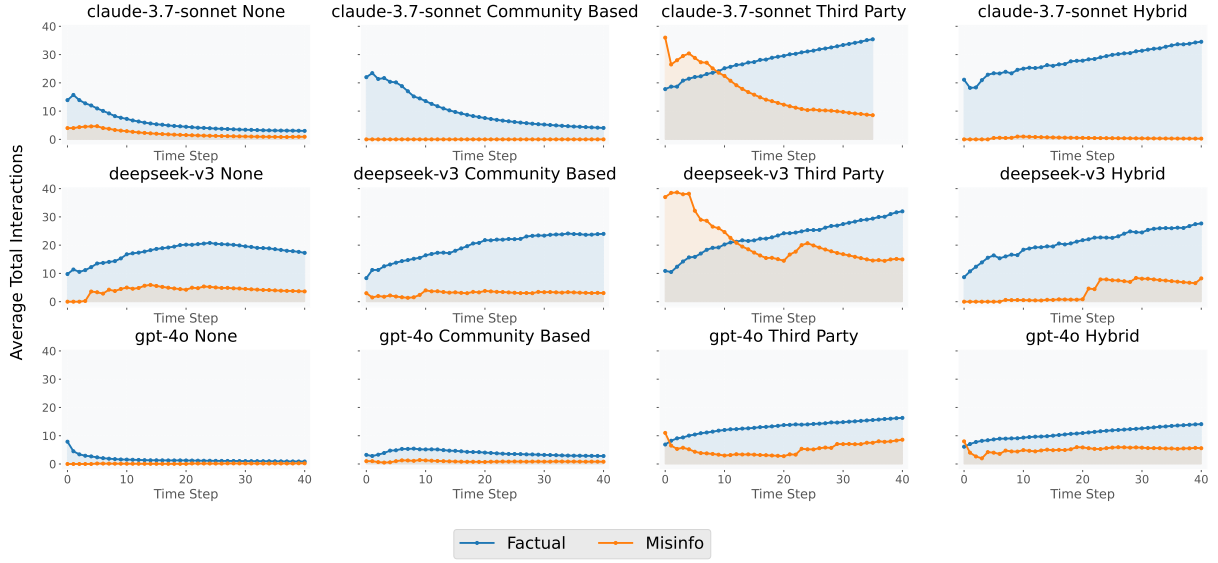 claude-3.7-sonnet None
claude-3.7-sonnet Community Based
claude-3.7-sonnet Third Party
claude-3.7-sonnet Hybrid
40
30
20
10
0
Time Step
Time Step
Time Step
Time Step
deepseek-v3 None
deepseek-v3 Community Based
deepseek-v3 Third Party
deepseek-v3 Hybrid
40
30
20
10
0
Average Total Interactions
Time Step
Time Step
Time Step
Time Step
gpt-4o None
gpt-4o Community Based
gpt-4o Third Party
gpt-4o Hybrid
40
30
20
10
0
0 10 20 30 40
0 10 20 30 40
0 10 20 30 40
0 10 20 30 40
Time Step
Time Step
Time Step
Time Step
Factual
Misinfo